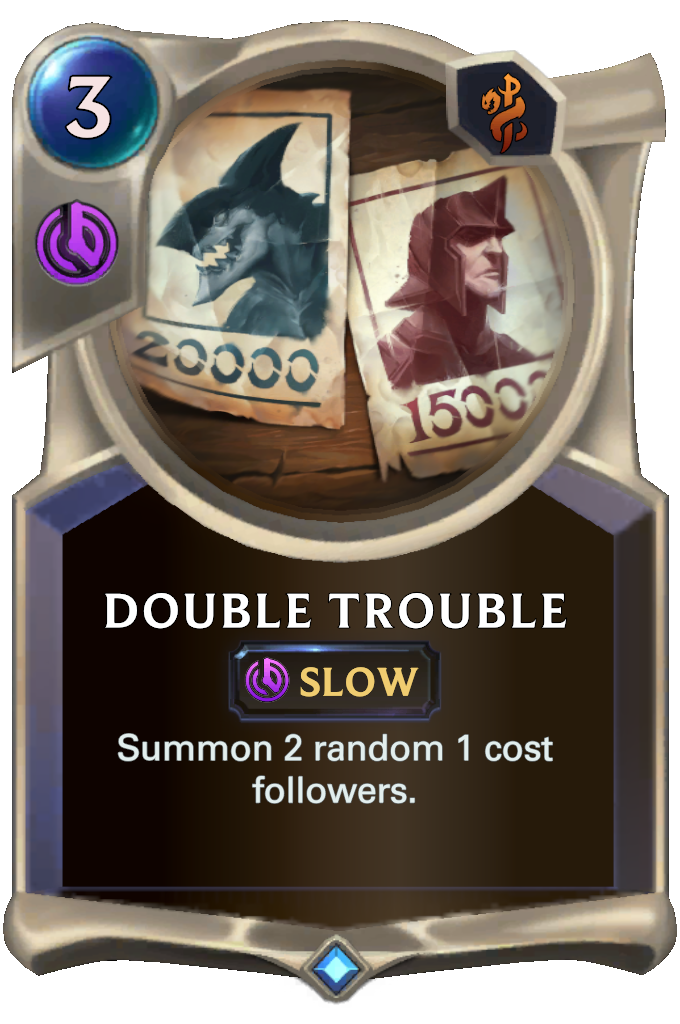 3
20000
1500
DOUBLE TROUBLE
SLOW
Summon 2 random 1 cost
followers.